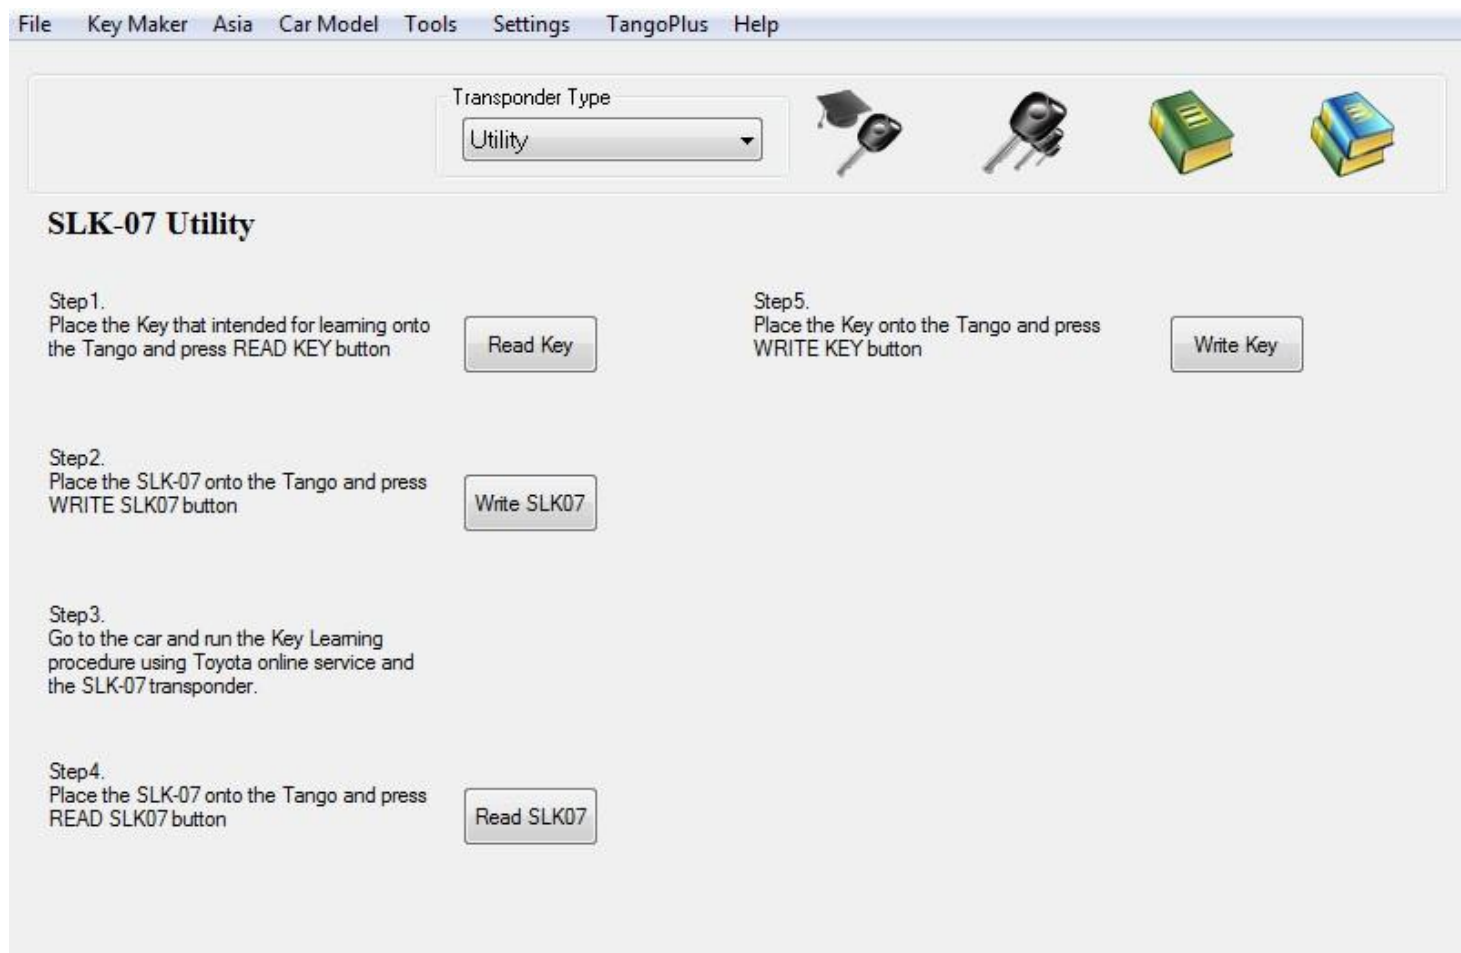 File Key Maker Asia Car Model Tools Settings TangoPlus Help
Transponder Type
Utility
SLK-07 Utility
Step1.
Place the Key that intended for learning onto
the Tango and press READ KEY button
Read Key
Step2.
Place the SLK-07 onto the Tango and press
WRITE SLK07 button
Write SLK07
Step3.
Go to the car and run the Key Learning
procedure using Toyota online service and
the SLK-07 transponder.
Step4.
Place the SLK-07 onto the Tango and press
READ SLK07 button
Read SLK07
Step5.
Place the Key onto the Tango and press
WRITE KEY button
Write Key